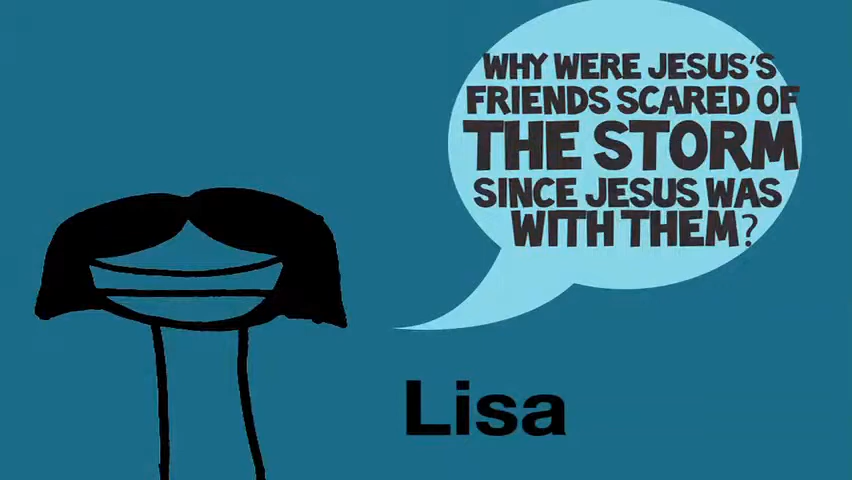 WHY WERE JESUS'S
FRIENDS SCARED OF
THE STORM
SINCE JESUS WAS
WITH THEM?
Lisa